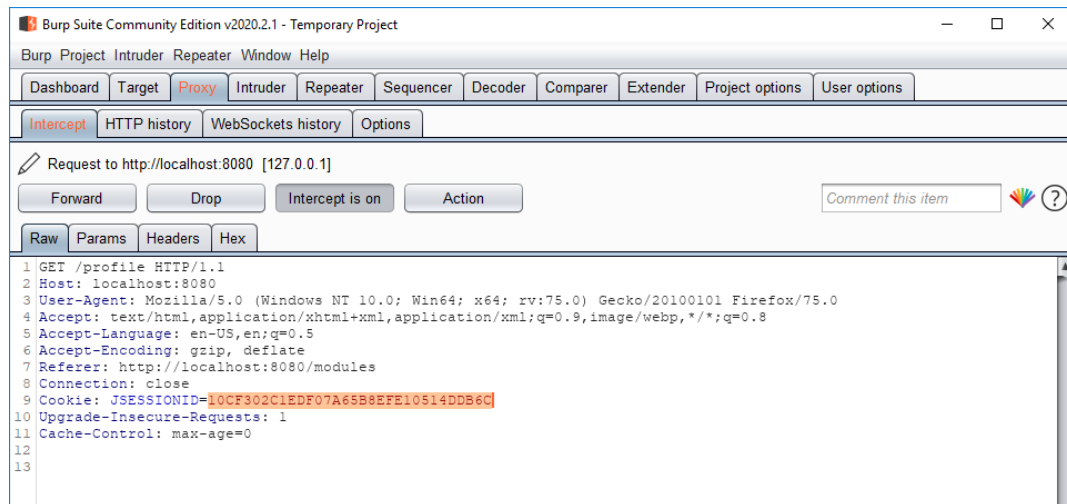 Burp Suite Community Edition v2020.2.1 - Temporary Project
Burp Project Intruder Repeater Window Help
Dashboard Target Proxy Intruder Repeater Sequencer Decoder Comparer Extender Project options User options
Intercept HTTP history WebSockets history Options
Request to http://localhost:8080 [127.0.0.1]
Forward Drop Intercept is on Action Comment this item ?
Raw Params Headers Hex
1 GET /profile HTTP/1.1
2 Host: localhost:8080
3 User-Agent: Mozilla/5.0 (Windows NT 10.0; Win64; x64; rv:75.0) Gecko/20100101 Firefox/75.0
4 Accept: text/html,application/xhtml+xml,application/xml;q=0.9,image/webp,*/*;q=0.8
5 Accept-Language: en-US,en;q=0.5
6 Accept-Encoding: gzip, deflate
7 Referer: http://localhost:8080/modules
8 Connection: close
9 Cookie: JSESSIONID=10CF302C1EDF07A65B8EFE10514DDB6C
10 Upgrade-Insecure-Requests: 1
11 Cache-Control: max-age=0
12
13